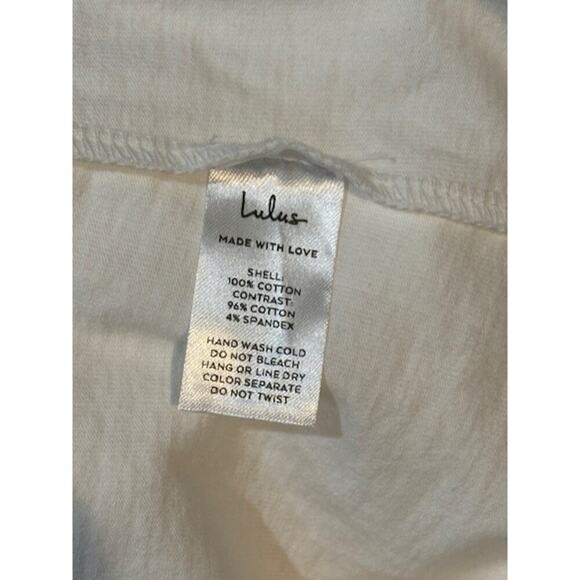 Lulus
MADE WITH LOVE
SHELL:
100% COTTON
CONTRAST:
96% COTTON
4% SPANDEX
HAND WASH COLD
DO NOT BLEACH
HANG OR LINE DRY
COLOR SEPARATE
DO NOT TWIST